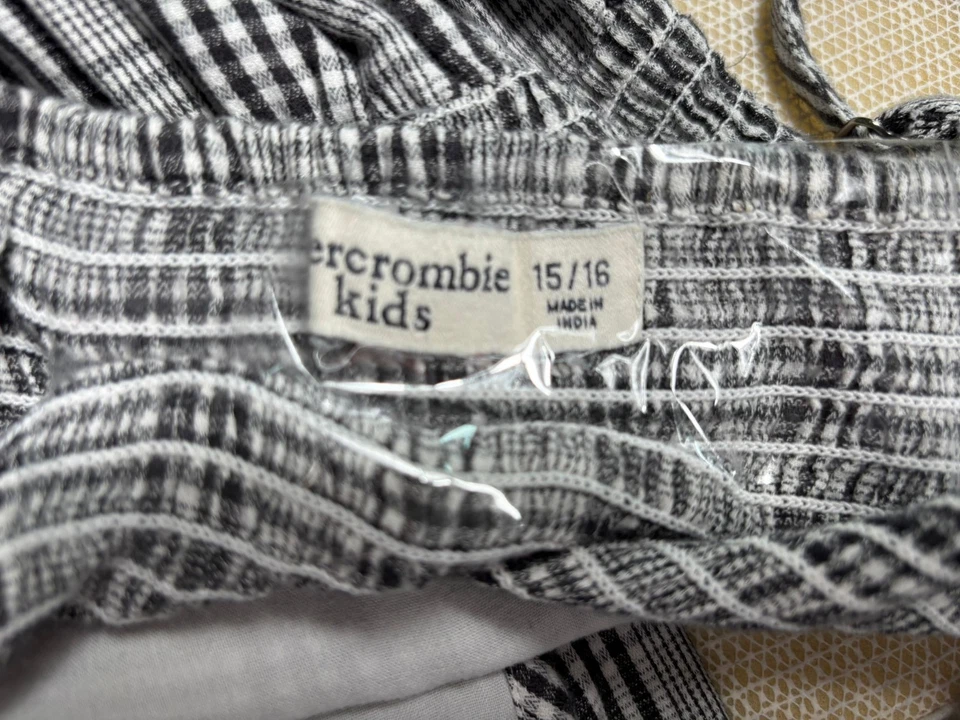 ercrombie
kids
15/16
MADE IN
INDIA